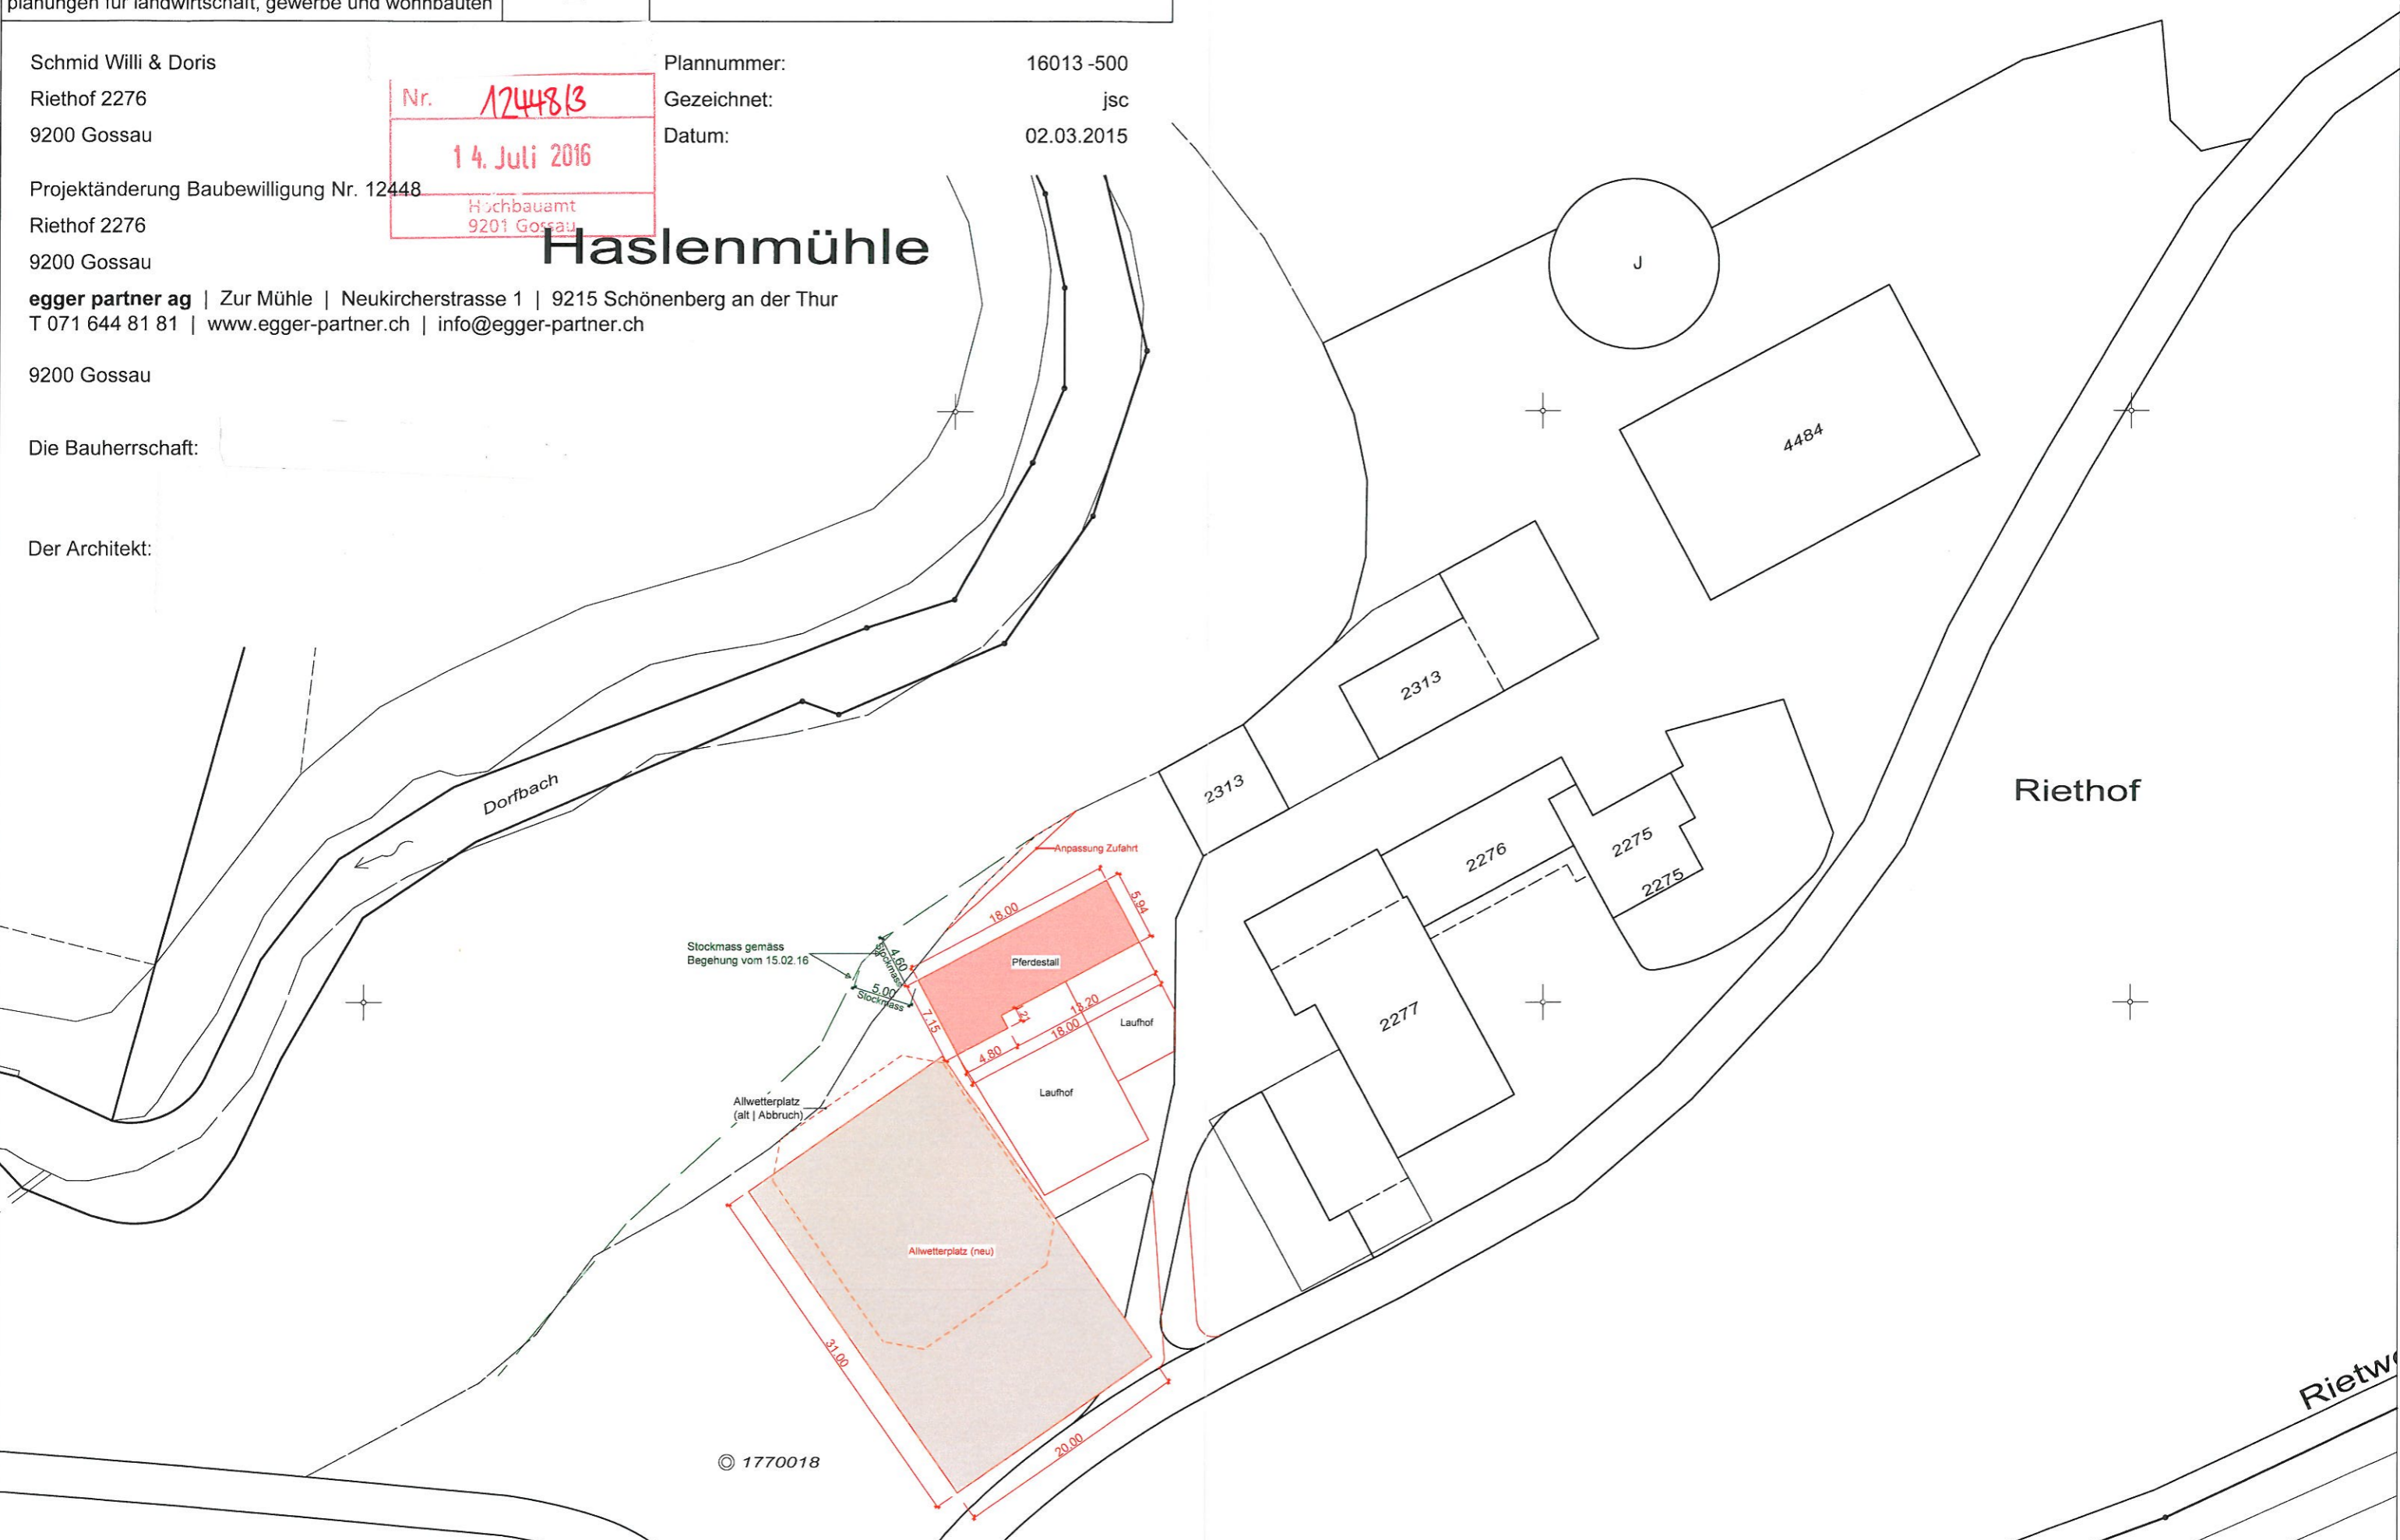 planungen für landwirtschaft, gewerbe und wohnbauten
Schmid Willi & Doris
Riethof 2276
9200 Gossau
Projektänderung Baubewilligung Nr. 12448
Riethof 2276
9200 Gossau
egger partner ag | Zur Mühle | Neukircherstrasse 1 | 9215 Schönenberg an der Thur
T 071 644 81 81 | www.egger-partner.ch | info@egger-partner.ch
9200 Gossau
Die Bauherrschaft:
Der Architekt:
Nr. 12448/3
14. Juli 2016
Hochbauamt
9201 Gossau
Plannummer: 16013 -500
Gezeichnet: jsc
Datum: 02.03.2015
Haslenmühle
J
4484
2313
2313
Dorfbach
Riethof
2276
2275
2275
2277
Anpassung Zufahrt
18.00
5.94
Stockmass gemäss
Begehung vom 15.02.16
4.60
Stockmass
5.00
Stockmass
Pferdestall
7.15
13.20
18.00
4.80
Laufhof
Laufhof
Allwetterplatz
(alt | Abbruch)
Allwetterplatz (neu)
31.00
20.00
1770018